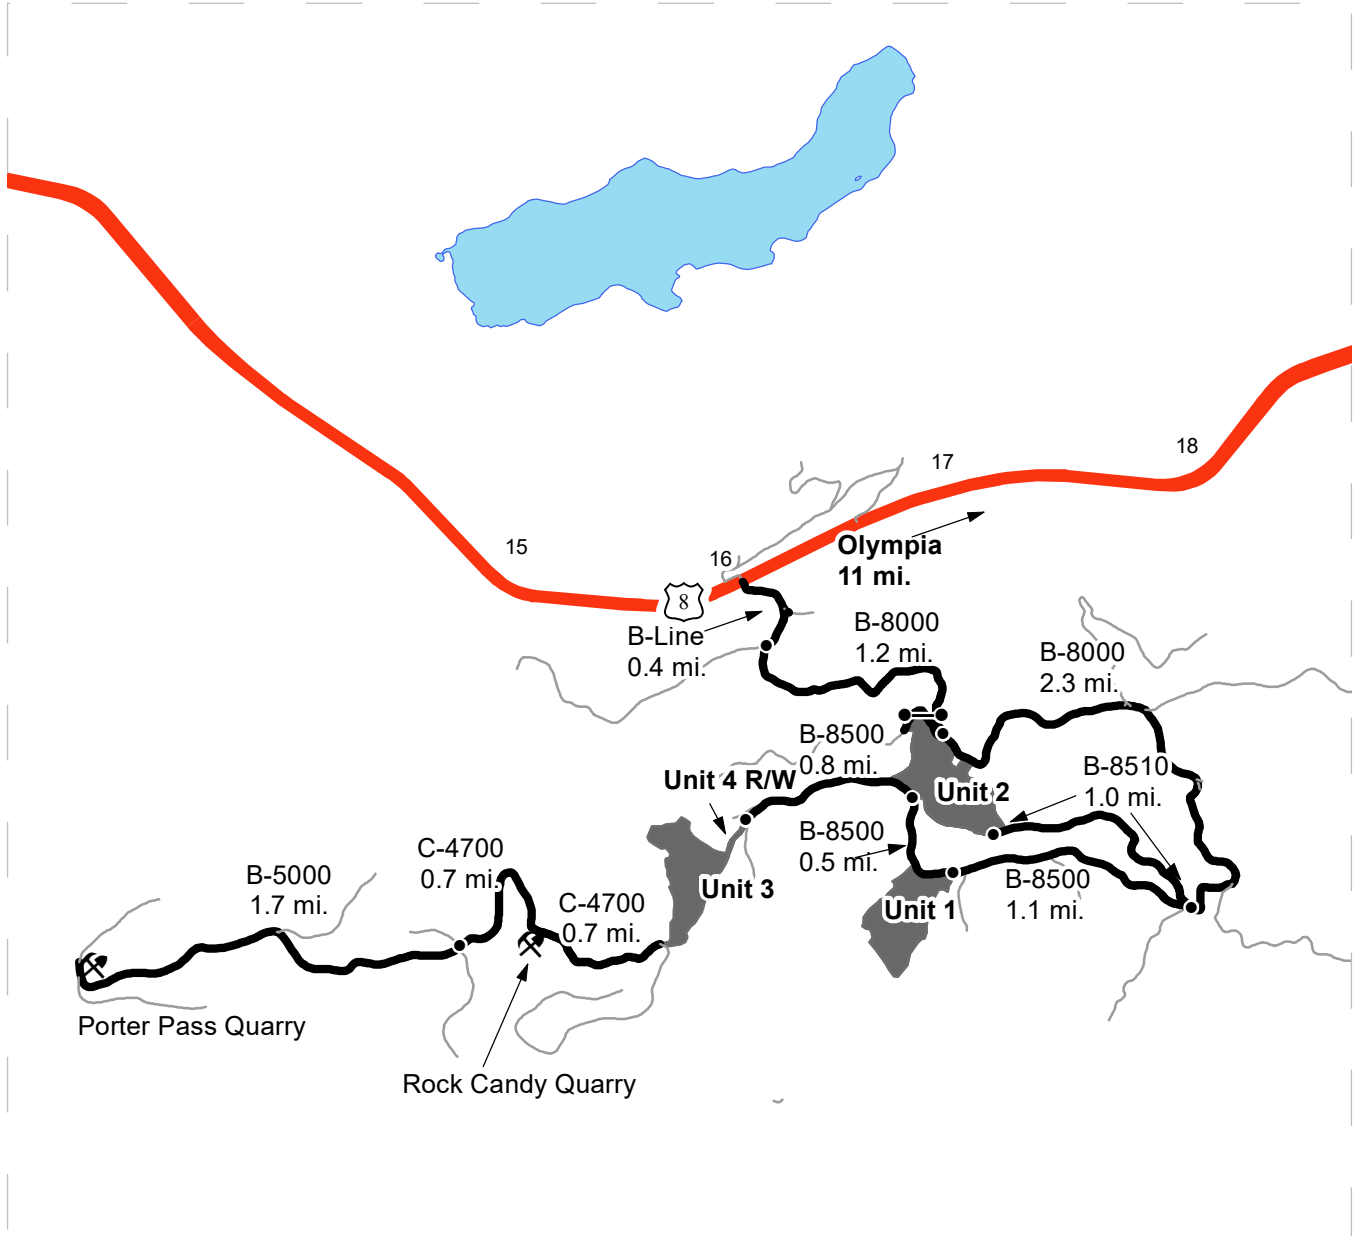 18
17
15
16
8
Olympia
11 mi.
B-Line
0.4 mi.
B-8000
1.2 mi.
B-8000
2.3 mi.
B-8500
0.8 mi.
Unit 4 R/W
Unit 2
B-8510
1.0 mi.
B-8500
0.5 mi.
Unit 3
Unit 1
B-8500
1.1 mi.
C-4700
0.7 mi.
B-5000
1.7 mi.
C-4700
0.7 mi.
Porter Pass Quarry
Rock Candy Quarry